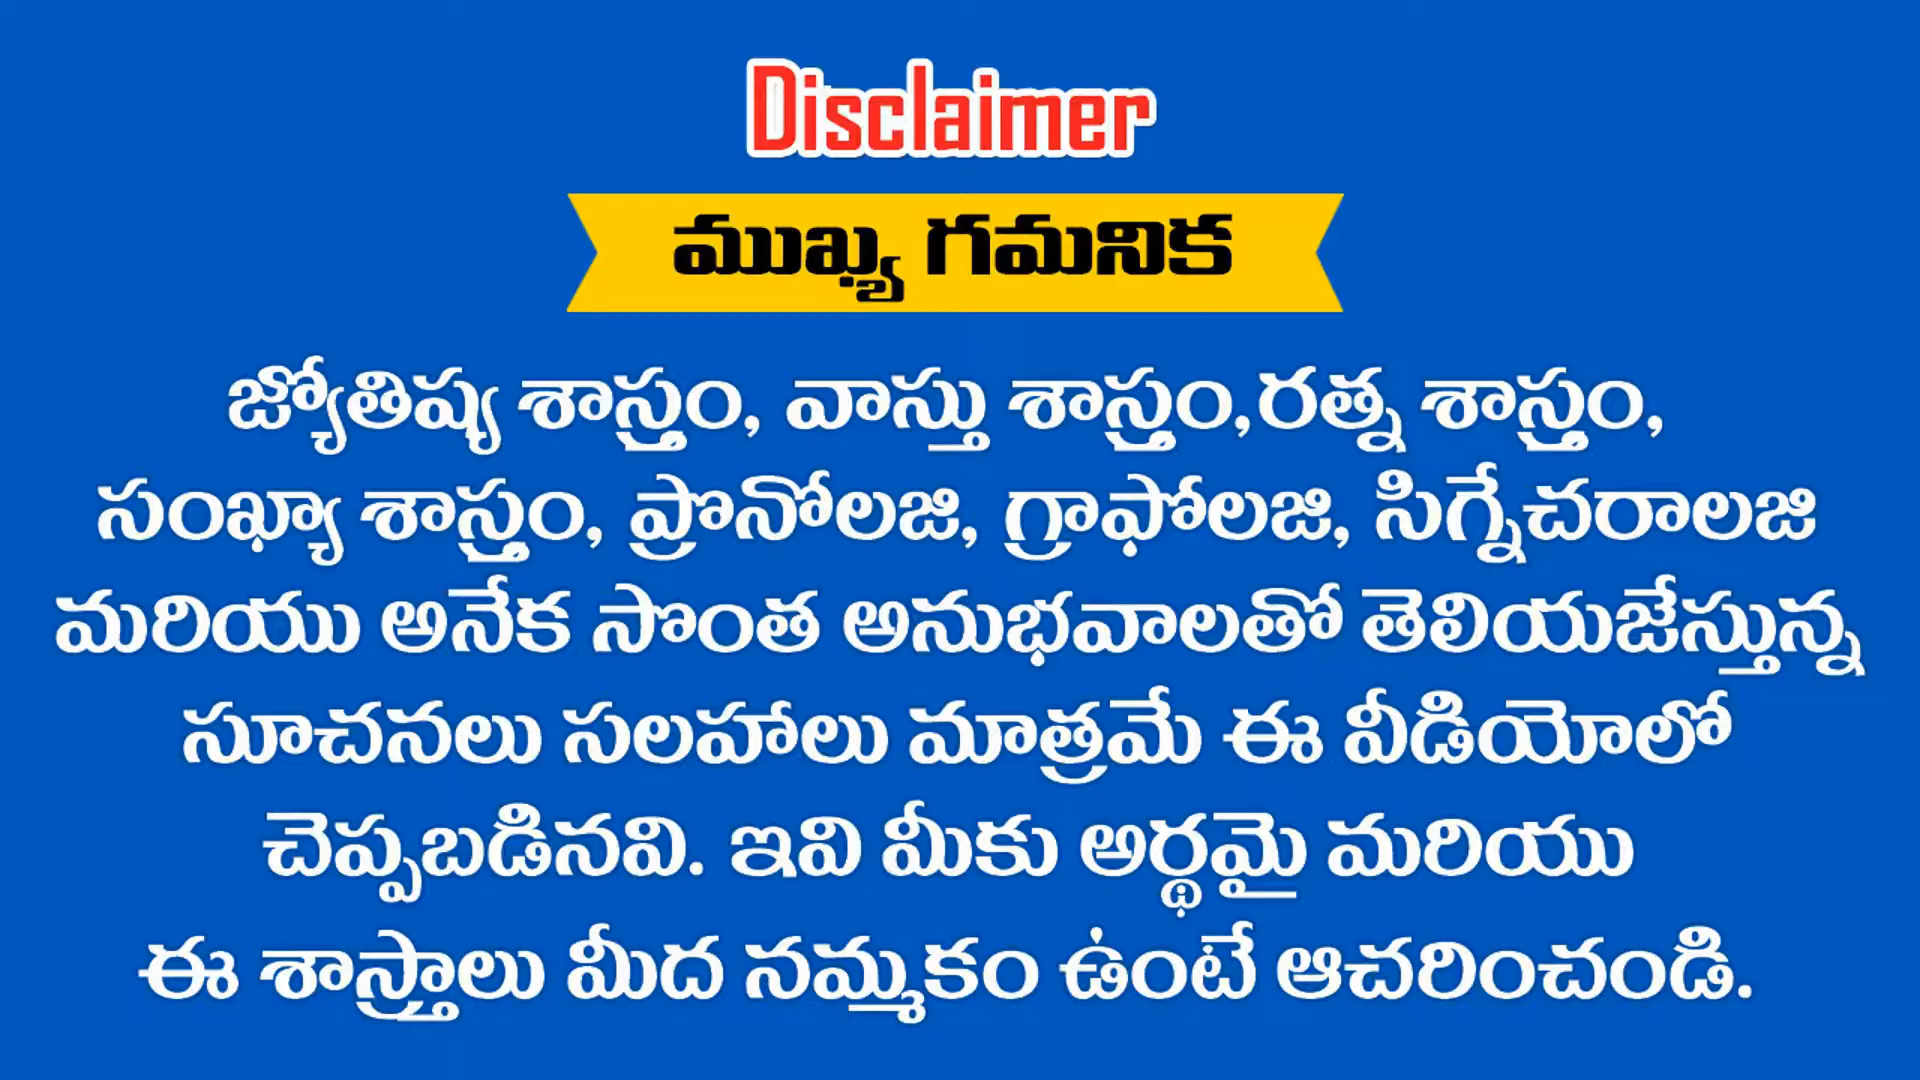 Disclaimer
ముఖ్య గమనిక
జ్యోతిష్య శాస్త్రం, వాస్తు శాస్త్రం,రత్న శాస్త్రం,
సంఖ్యా శాస్త్రం, ప్రొనోలజి, గ్రాఫోలజి, సిగ్నేచరాలజి
మరియు అనేక సొంత అనుభవాలతో తెలియజేస్తున్న
సూచనలు సలహాలు మాత్రమే ఈ వీడియోలో
చెప్పబడినవి. ఇవి మీకు అర్థమై మరియు
ఈ శాస్త్రాలు మీద నమ్మకం ఉంటే ఆచరించండి.